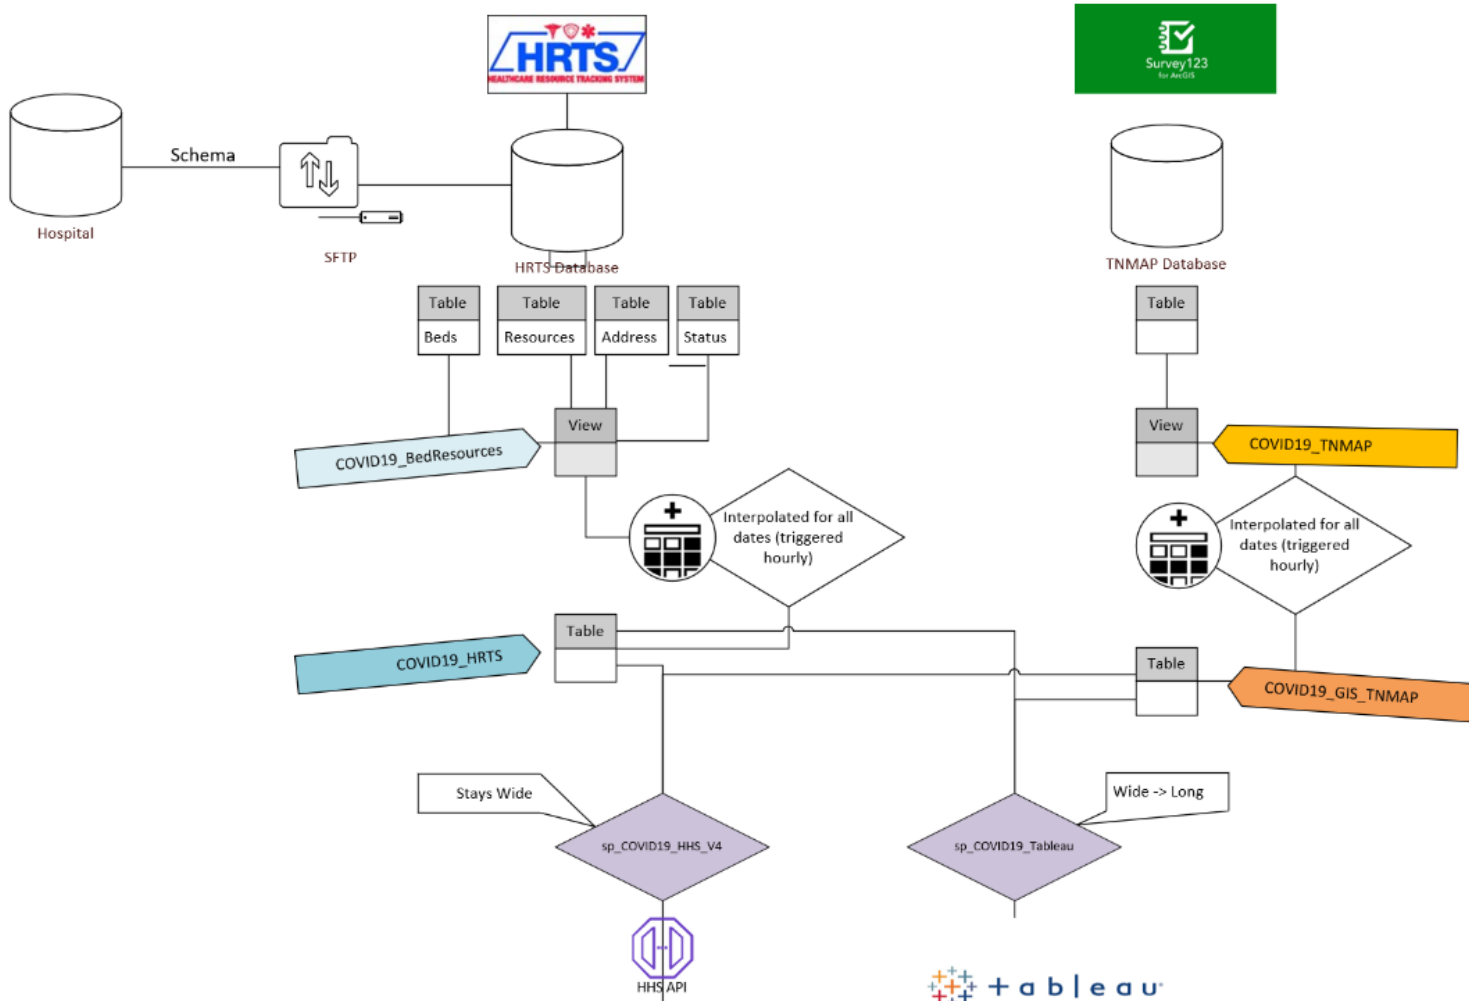 HRTS
HEALTHCARE RESOURCE TRACKING SYSTEM
Survey123
for ArcGIS
Schema
Hospital
SFTP
HRTS Database
TNMAP Database
Table
Beds
Table
Resources
Table
Address
Table
Status
Table
View
COVID19_BedResources
View
COVID19_TNMAP
Interpolated for all
dates (triggered
hourly)
Interpolated for all
dates (triggered
hourly)
Table
COVID19_HRTS
Table
COVID19_GIS_TNMAP
Stays Wide
Wide -> Long
sp_COVID19_HHS_V4
sp_COVID19_Tableau
HHS API
+ableau